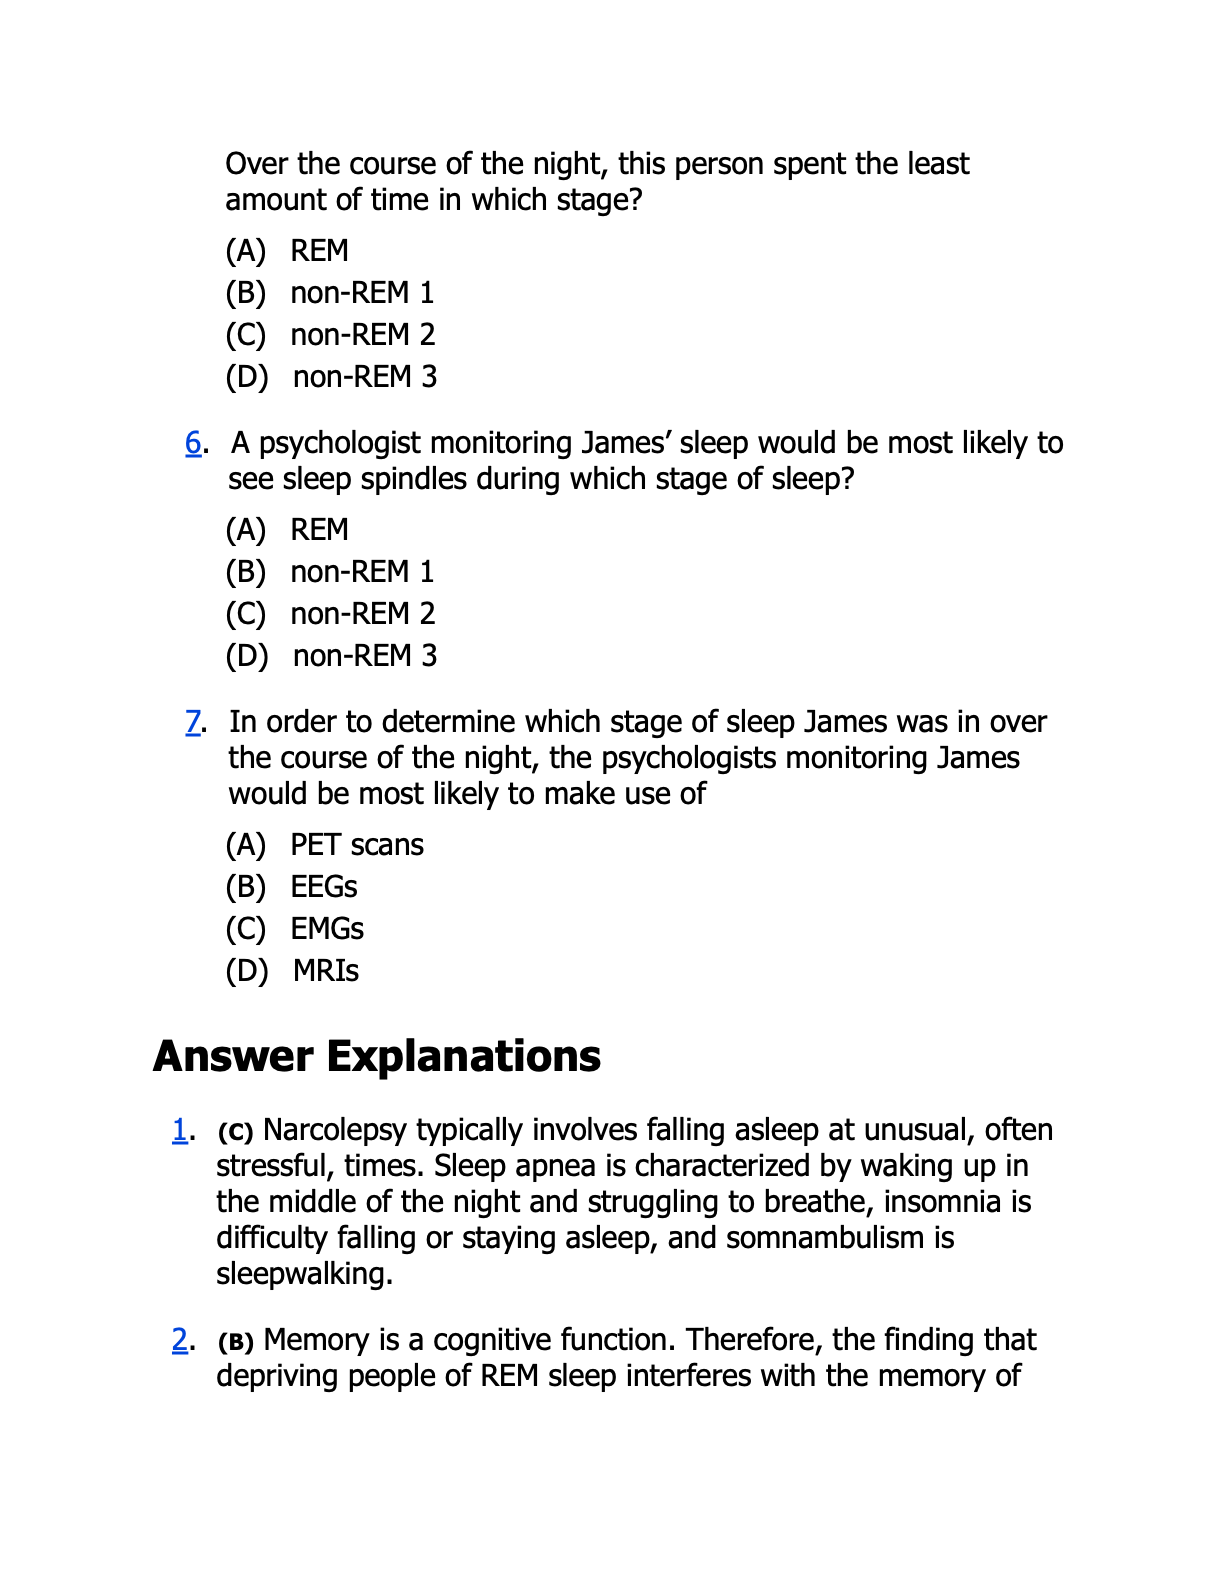 Over the course of the night, this person spent the least
amount of time in which stage?
(A) REM
(B) non-REM 1
(C) non-REM 2
(D) non-REM 3
6. A psychologist monitoring James’ sleep would be most likely to
see sleep spindles during which stage of sleep?
(A) REM
(B) non-REM 1
(C) non-REM 2
(D) non-REM 3
7. In order to determine which stage of sleep James was in over
the course of the night, the psychologists monitoring James
would be most likely to make use of
(A) PET scans
(B) EEGs
(C) EMGs
(D) MRIs
Answer Explanations
1. (C) Narcolepsy typically involves falling asleep at unusual, often
stressful, times. Sleep apnea is characterized by waking up in
the middle of the night and struggling to breathe, insomnia is
difficulty falling or staying asleep, and somnambulism is
sleepwalking.
2. (B) Memory is a cognitive function. Therefore, the finding that
depriving people of REM sleep interferes with the memory of